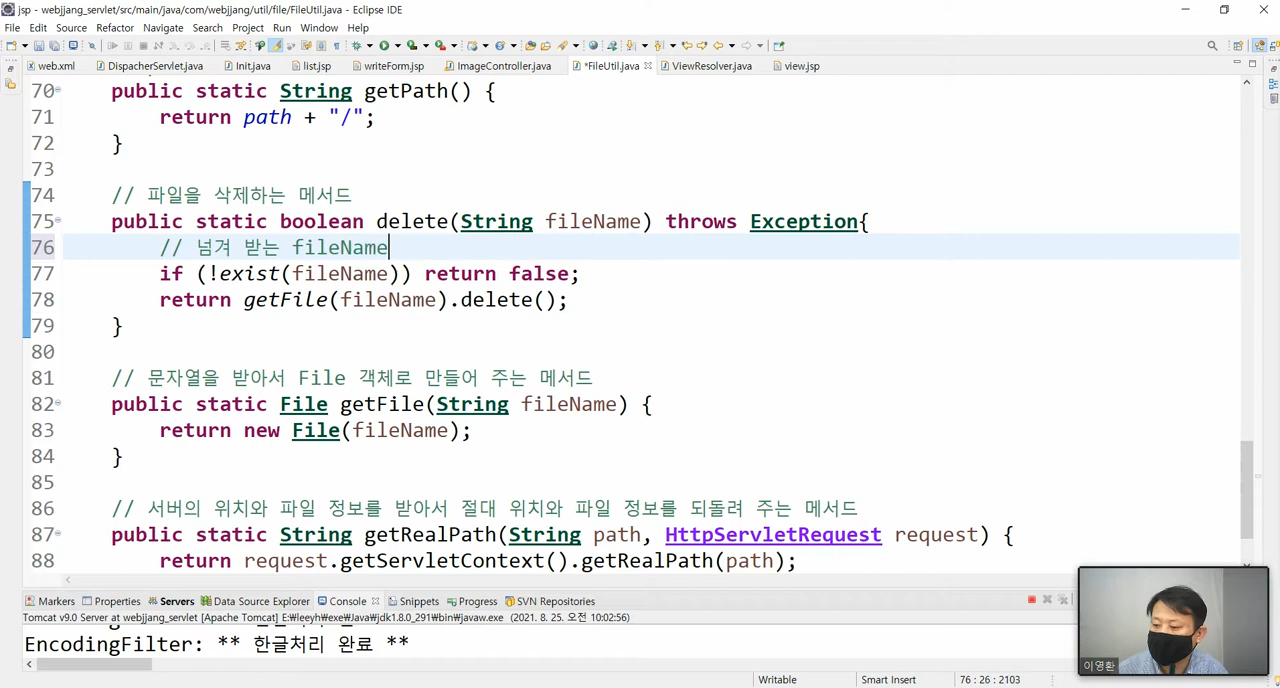 jsp - webjjang_servlet/src/main/java/com/webjjang/util/file/FileUtil.java - Eclipse IDE
File Edit Source Refactor Navigate Search Project Run Window Help
web.xml DispacherServlet.java Init.java list.jsp writeForm.jsp ImageController.java *FileUtil.java ViewResolver.java view.jsp
70 public static String getPath() {
71 return path + "/";
72 }
73
74 // 파일을 삭제하는 메서드
75 public static boolean delete(String fileName) throws Exception{
76 // 넘겨 받는 fileName
77 if (!exist(fileName)) return false;
78 return getFile(fileName).delete();
79 }
80
81 // 문자열을 받아서 File 객체로 만들어 주는 메서드
82 public static File getFile(String fileName) {
83 return new File(fileName);
84 }
85
86 // 서버의 위치와 파일 정보를 받아서 절대 위치와 파일 정보를 되돌려 주는 메서드
87 public static String getRealPath(String path, HttpServletRequest request) {
88 return request.getServletContext().getRealPath(path);
Markers Properties Servers Data Source Explorer Console Snippets Progress SVN Repositories
Tomcat v9.0 Server at webjjang_servlet [Apache Tomcat] E:₩leeyh₩exe₩Java₩jdk1.8.0_291₩bin₩javaw.exe (2021. 8. 25. 오전 10:02:56)
EncodingFilter: ** 한글처리 완료 **
이영환
Writable Smart Insert 76 : 26 : 2103